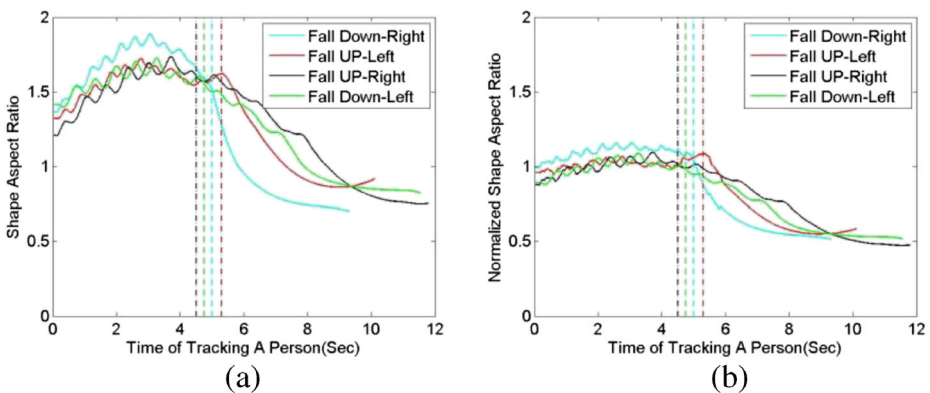 2
1.5
1
0.5
0
0 2 4 6 8 10 12
Shape Aspect Ratio
Time of Tracking A Person(Sec)
Fall Down-Right
Fall UP-Left
Fall UP-Right
Fall Down-Left
(a)
2
1.5
1
0.5
0
0 2 4 6 8 10 12
Normalized Shape Aspect Ratio
Time of Tracking A Person(Sec)
Fall Down-Right
Fall UP-Left
Fall UP-Right
Fall Down-Left
(b)